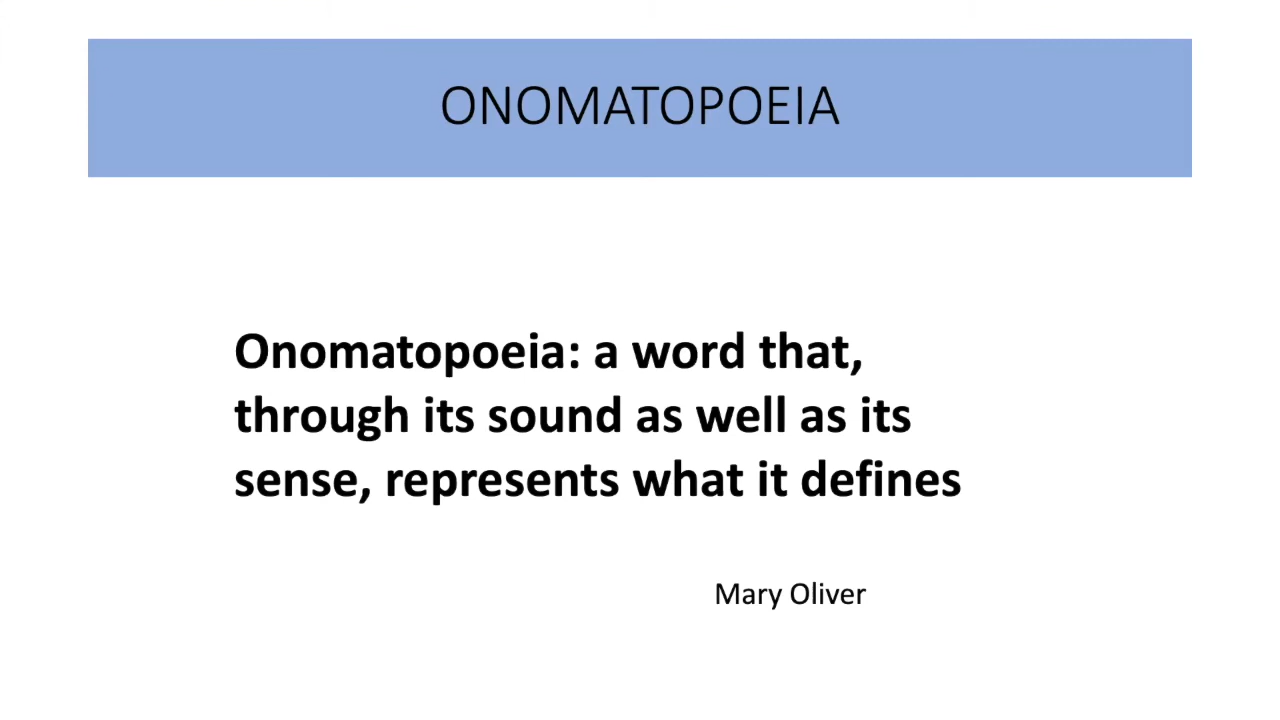 ONOMATOPOEIA
Onomatopoeia: a word that,
through its sound as well as its
sense, represents what it defines
Mary Oliver